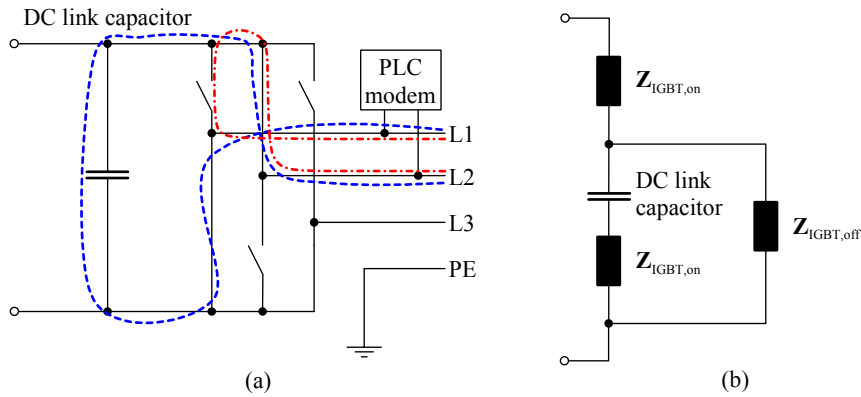 DC link capacitor
PLC
modem
L1
L2
L3
PE
(a)
Z_IGBT,on
DC link
capacitor
Z_IGBT,off
Z_IGBT,on
(b)